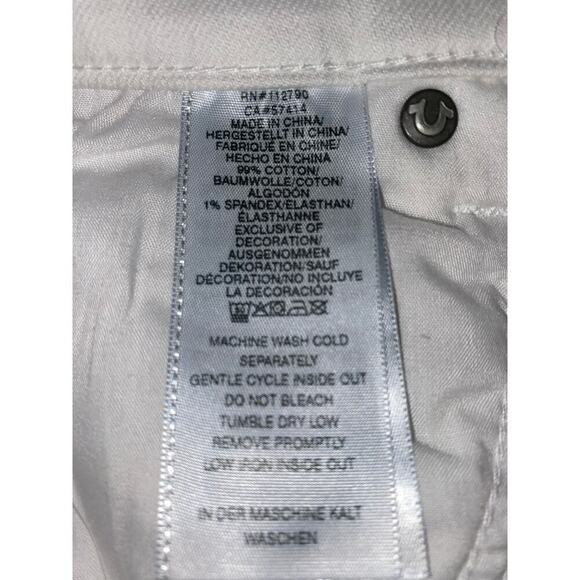 RN#112790
CA#57414
MADE IN CHINA/
HERGESTELLT IN CHINA/
FABRIQUÉ EN CHINE/
HECHO EN CHINA
99% COTTON/
BAUMWOLLE/COTON/
ALGODÓN
1% SPANDEX/ELASTHAN/
ÉLASTHANNE
EXCLUSIVE OF
DECORATION/
AUSGENOMMEN
DEKORATION/SAUF
DÉCORATION/NO INCLUYE
LA DECORACIÓN
MACHINE WASH COLD
SEPARATELY
GENTLE CYCLE INSIDE OUT
DO NOT BLEACH
TUMBLE DRY LOW
REMOVE PROMPTLY
LOW IRON INSIDE OUT
IN DER MASCHINE KALT
WASCHEN